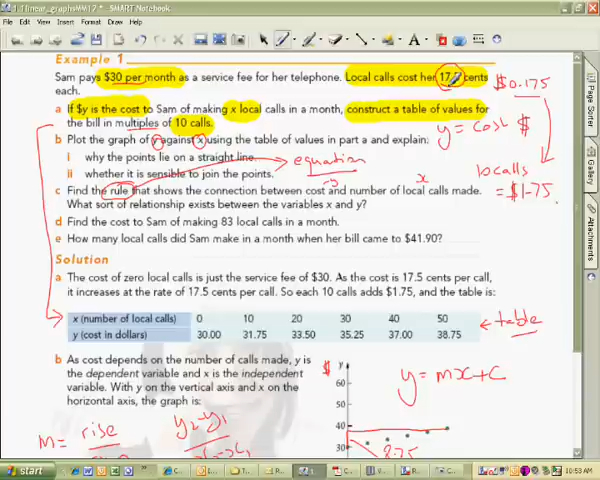 1.1linear_graphsMM17 * - SMART Notebook
File Edit View Insert Format Draw Help
Example 1
Sam pays $30 per month as a service fee for her telephone. Local calls cost her 17.5 cents
each.
$0.175
a If $y is the cost to Sam of making x local calls in a month, construct a table of values for
the bill in multiples of 10 calls.
y = cost $
b Plot the graph of y against x using the table of values in part a and explain:
i why the points lie on a straight line
equation
ii whether it is sensible to join the points.
10calls
= $1.75
x
c Find the rule that shows the connection between cost and number of local calls made.
What sort of relationship exists between the variables x and y?
d Find the cost to Sam of making 83 local calls in a month.
e How many local calls did Sam make in a month when her bill came to $41.90?
Solution
a The cost of zero local calls is just the service fee of $30. As the cost is 17.5 cents per call,
it increases at the rate of 17.5 cents per call. So each 10 calls adds $1.75, and the table is:
x (number of local calls) 0 10 20 30 40 50
y (cost in dollars) 30.00 31.75 33.50 35.25 37.00 38.75
table
b As cost depends on the number of calls made, y is
the dependent variable and x is the independent
variable. With y on the vertical axis and x on the
horizontal axis, the graph is:
$ y
60
50
40
30
y = mx+c
8.75
m = rise
y2-y1
x2-x1
Page Sorter
Gallery
Attachments
start
10:53 AM